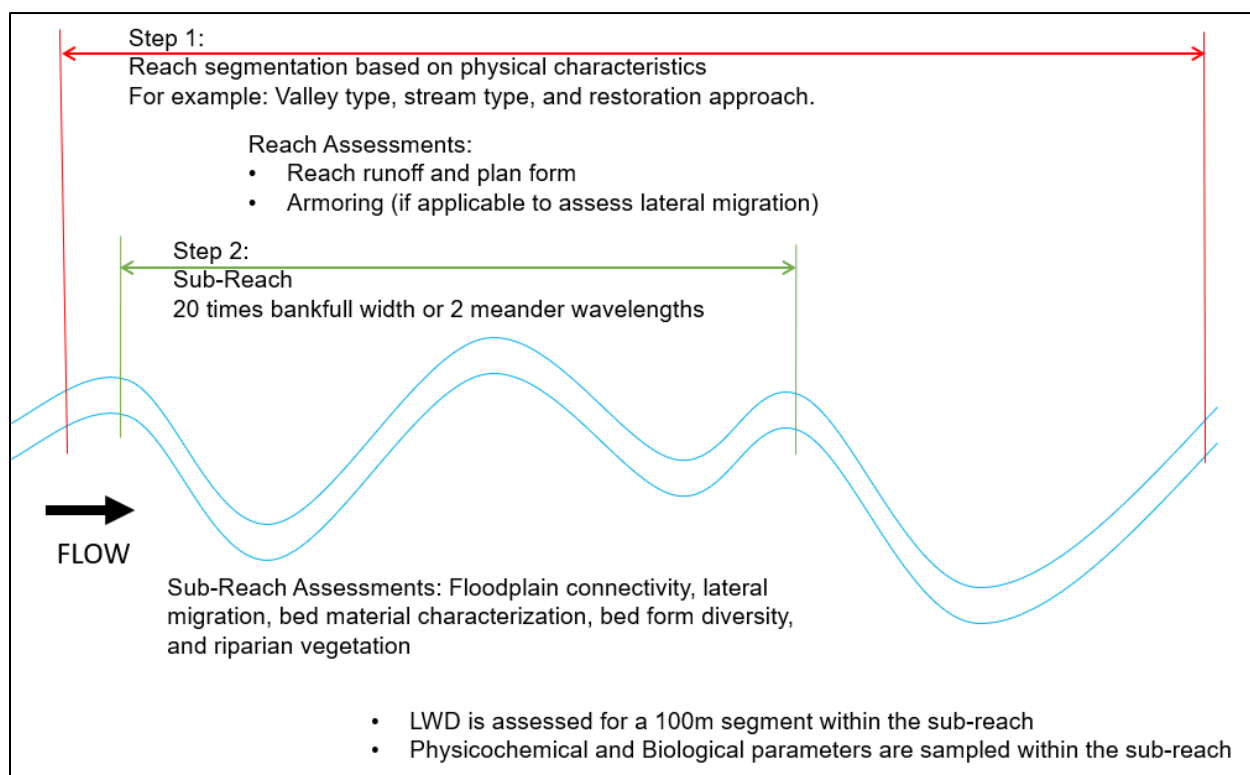 Step 1:
Reach segmentation based on physical characteristics
For example: Valley type, stream type, and restoration approach.
Reach Assessments:
• Reach runoff and plan form
• Armoring (if applicable to assess lateral migration)
Step 2:
Sub-Reach
20 times bankfull width or 2 meander wavelengths
FLOW
Sub-Reach Assessments: Floodplain connectivity, lateral
migration, bed material characterization, bed form diversity,
and riparian vegetation
• LWD is assessed for a 100m segment within the sub-reach
• Physicochemical and Biological parameters are sampled within the sub-reach